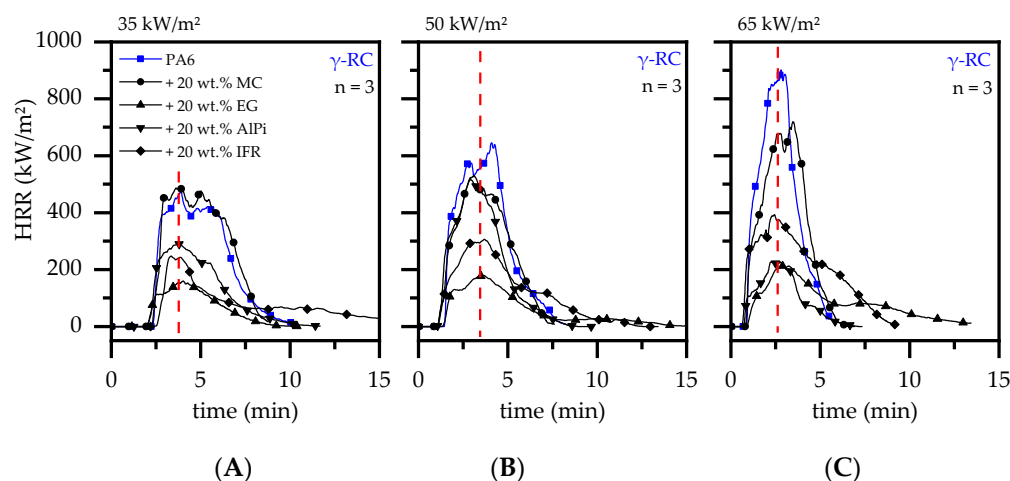 35 kW/m²
50 kW/m²
65 kW/m²
1000
800
600
400
200
0
HRR (kW/m²)
PA6
+ 20 wt.% MC
+ 20 wt.% EG
+ 20 wt.% AlPi
+ 20 wt.% IFR
γ-RC
n = 3
γ-RC
n = 3
γ-RC
n = 3
0 5 10 15
0 5 10 15
0 5 10 15
time (min)
time (min)
time (min)
(A)
(B)
(C)